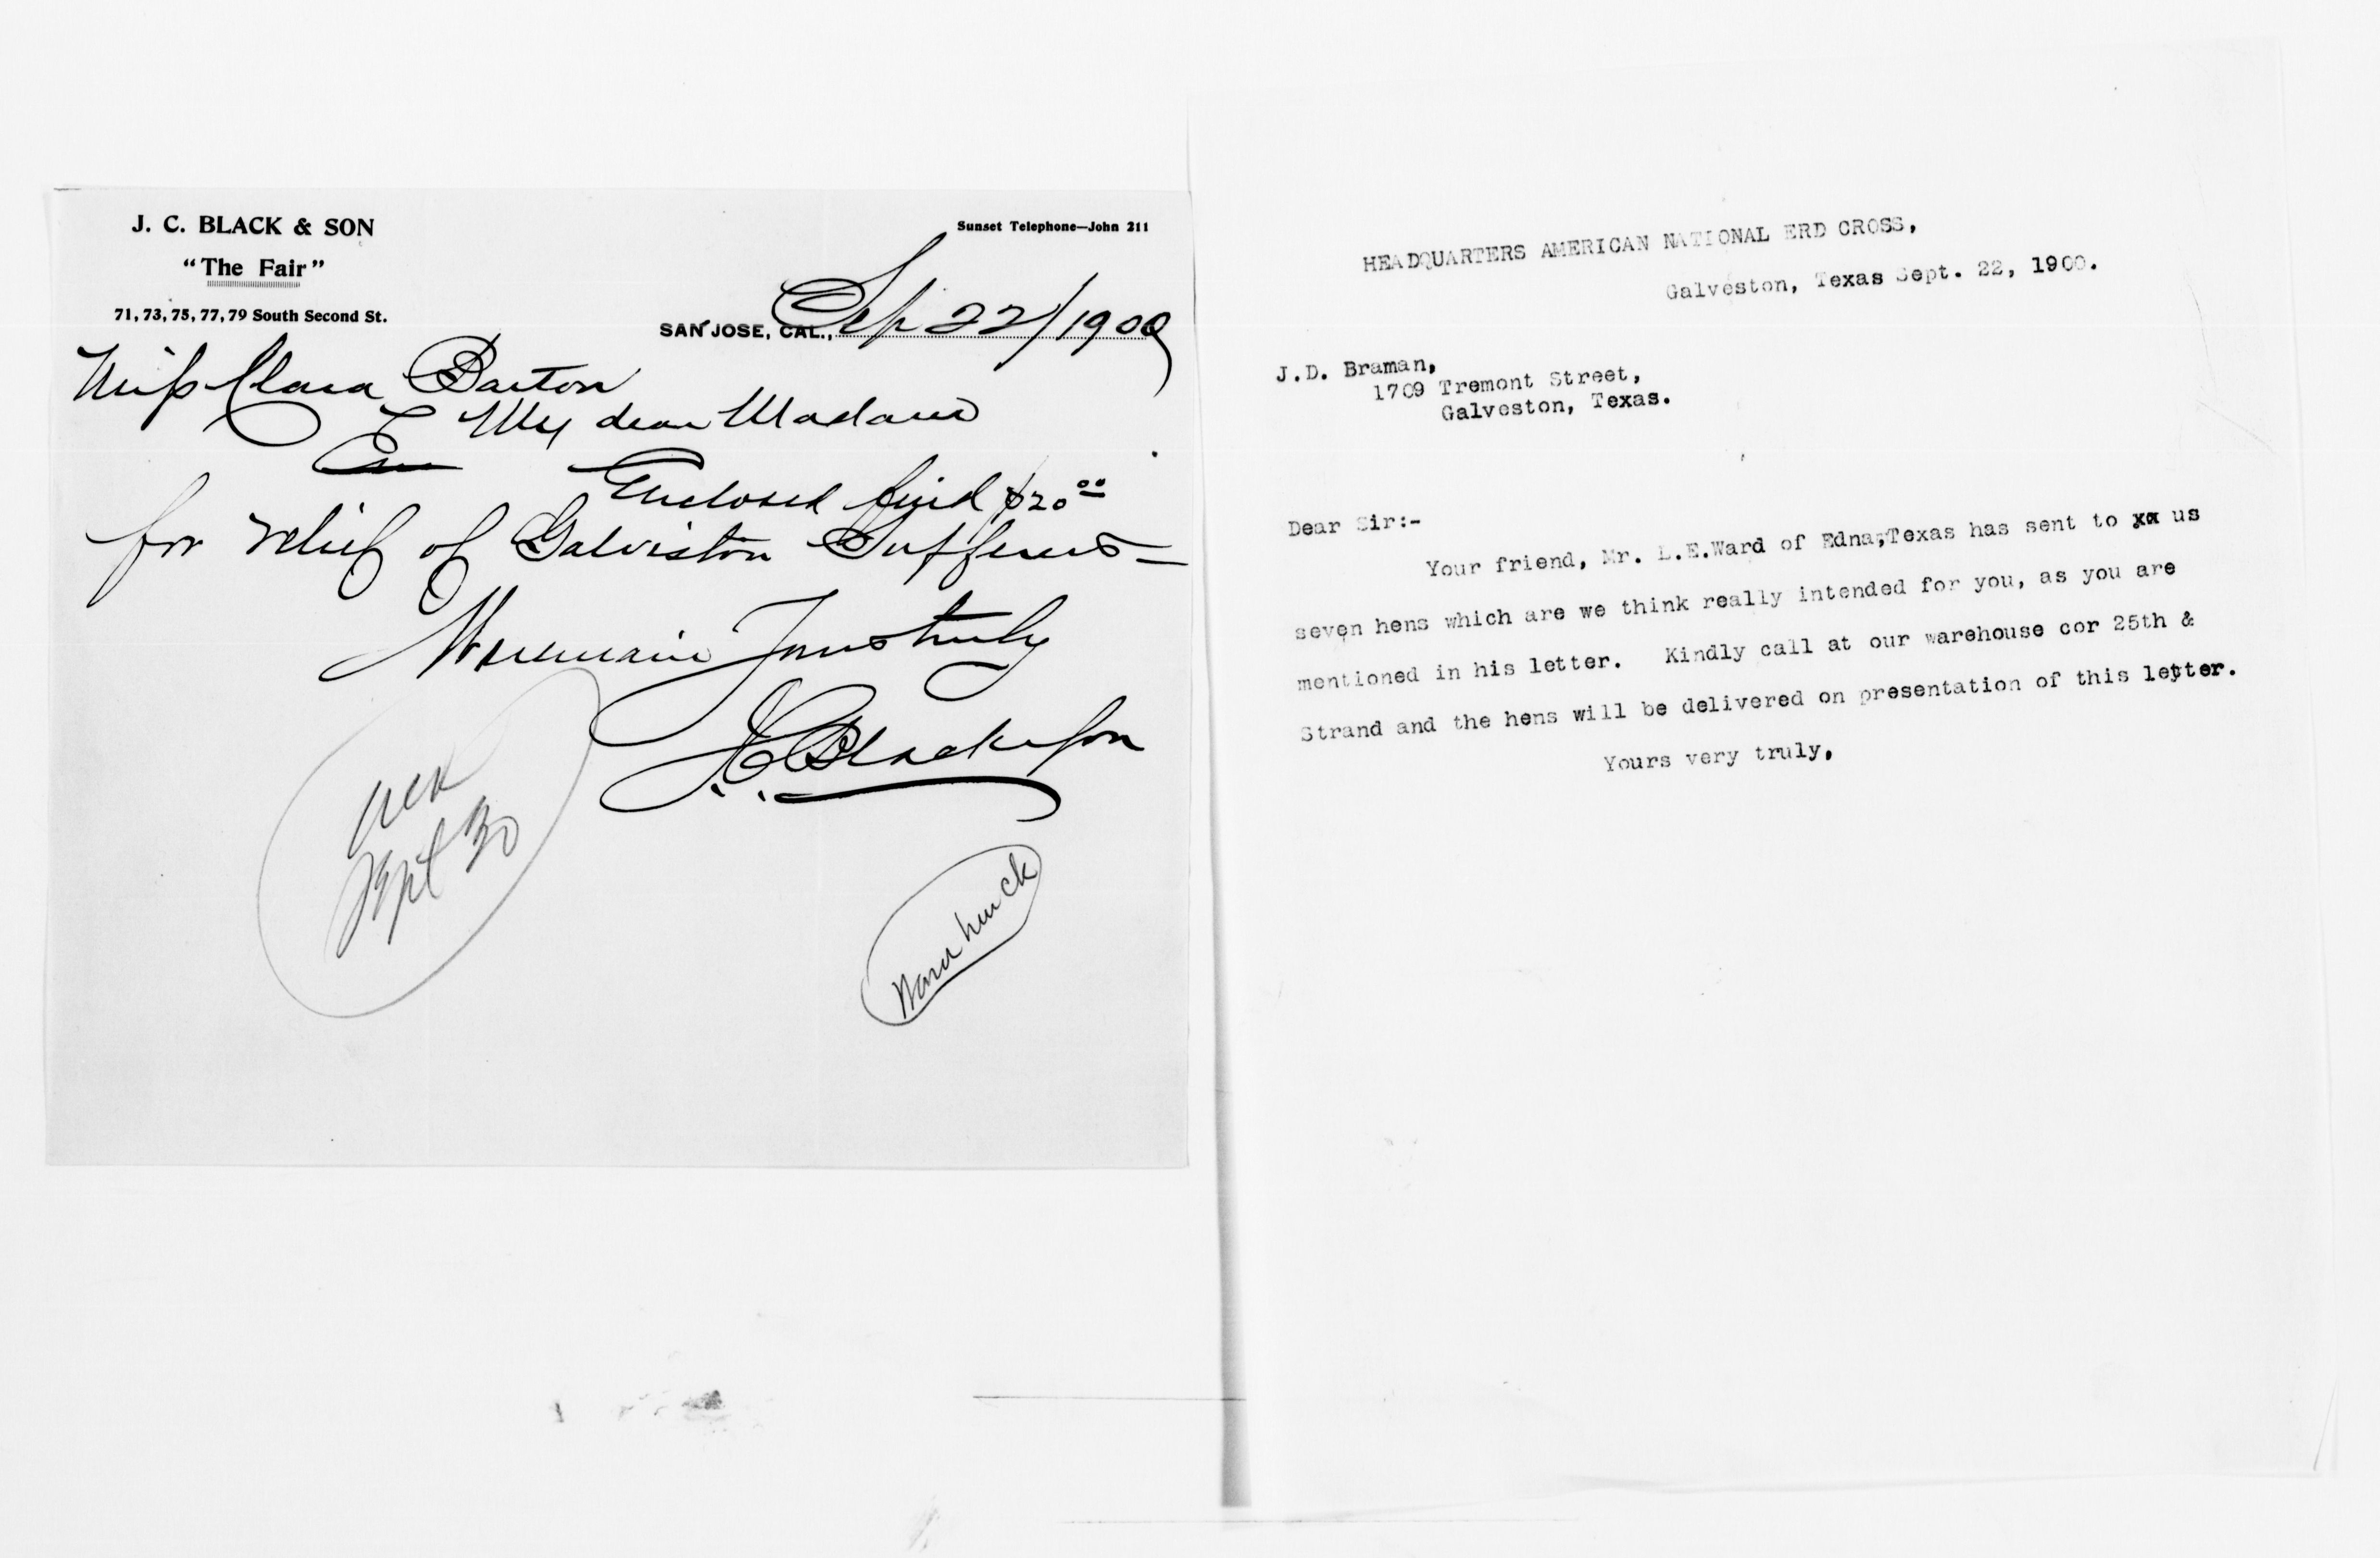 J. C. BLACK & SON
"The Fair"
71, 73, 75, 77, 79 South Second St.
Sunset Telephone—John 211
SAN JOSE, CAL., Sep 22/1900
Miss Clara Barton
My dear Madam
Enclosed find $20.00
for relief of Galviston Sufferers—
We remain Yours truly
J.C. Black & Son
ack
Sept 30
HEADQUARTERS AMERICAN NATIONAL ERD CROSS,
Galveston, Texas Sept. 22, 1900.
J.D. Braman,
1709 Tremont Street,
Galveston, Texas.
Dear Sir:-
Your friend, Mr. L.E.Ward of Edna,Texas has sent to xx us
seven hens which are we think really intended for you, as you are
mentioned in his letter. Kindly call at our warehouse cor 25th &
Strand and the hens will be delivered on presentation of this letter.
Yours very truly,